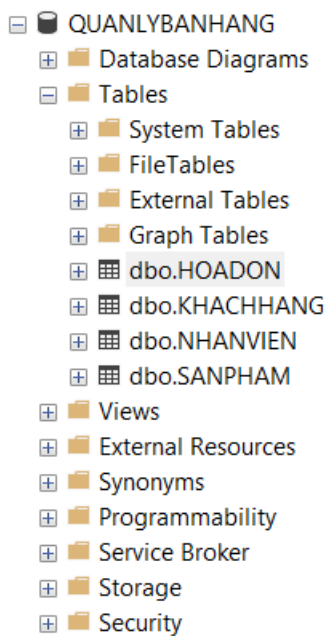 QUANLYBANHANG
Database Diagrams
Tables
System Tables
FileTables
External Tables
Graph Tables
dbo.HOADON
dbo.KHACHHANG
dbo.NHANVIEN
dbo.SANPHAM
Views
External Resources
Synonyms
Programmability
Service Broker
Storage
Security